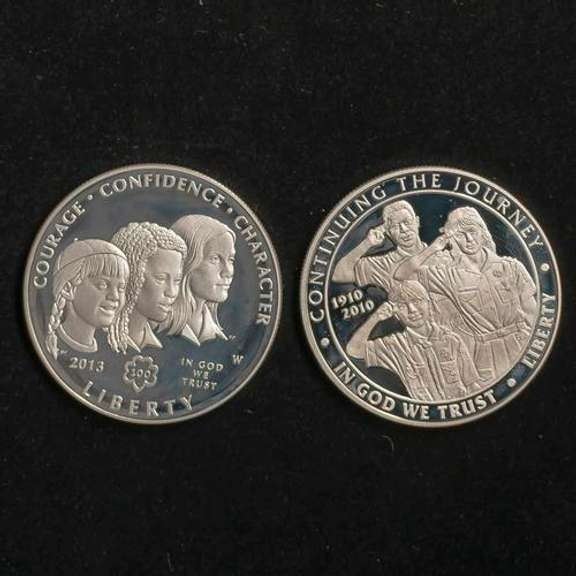 COURAGE · CONFIDENCE · CHARACTER
2013
100
IN GOD
WE
TRUST
W
LIBERTY
· CONTINUING THE JOURNEY ·
1910
2010
· IN GOD WE TRUST · LIBERTY